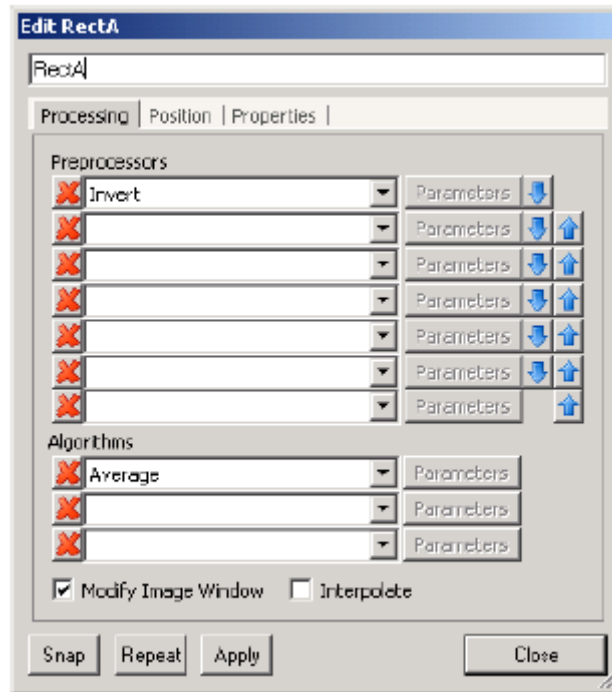 Edit RectA
RectA
Processing Position Properties
Preprocessors
Invert Parameters
Parameters
Parameters
Parameters
Parameters
Parameters
Parameters
Algorithms
Average Parameters
Parameters
Parameters
Modify Image Window Interpolate
Snap Repeat Apply Close